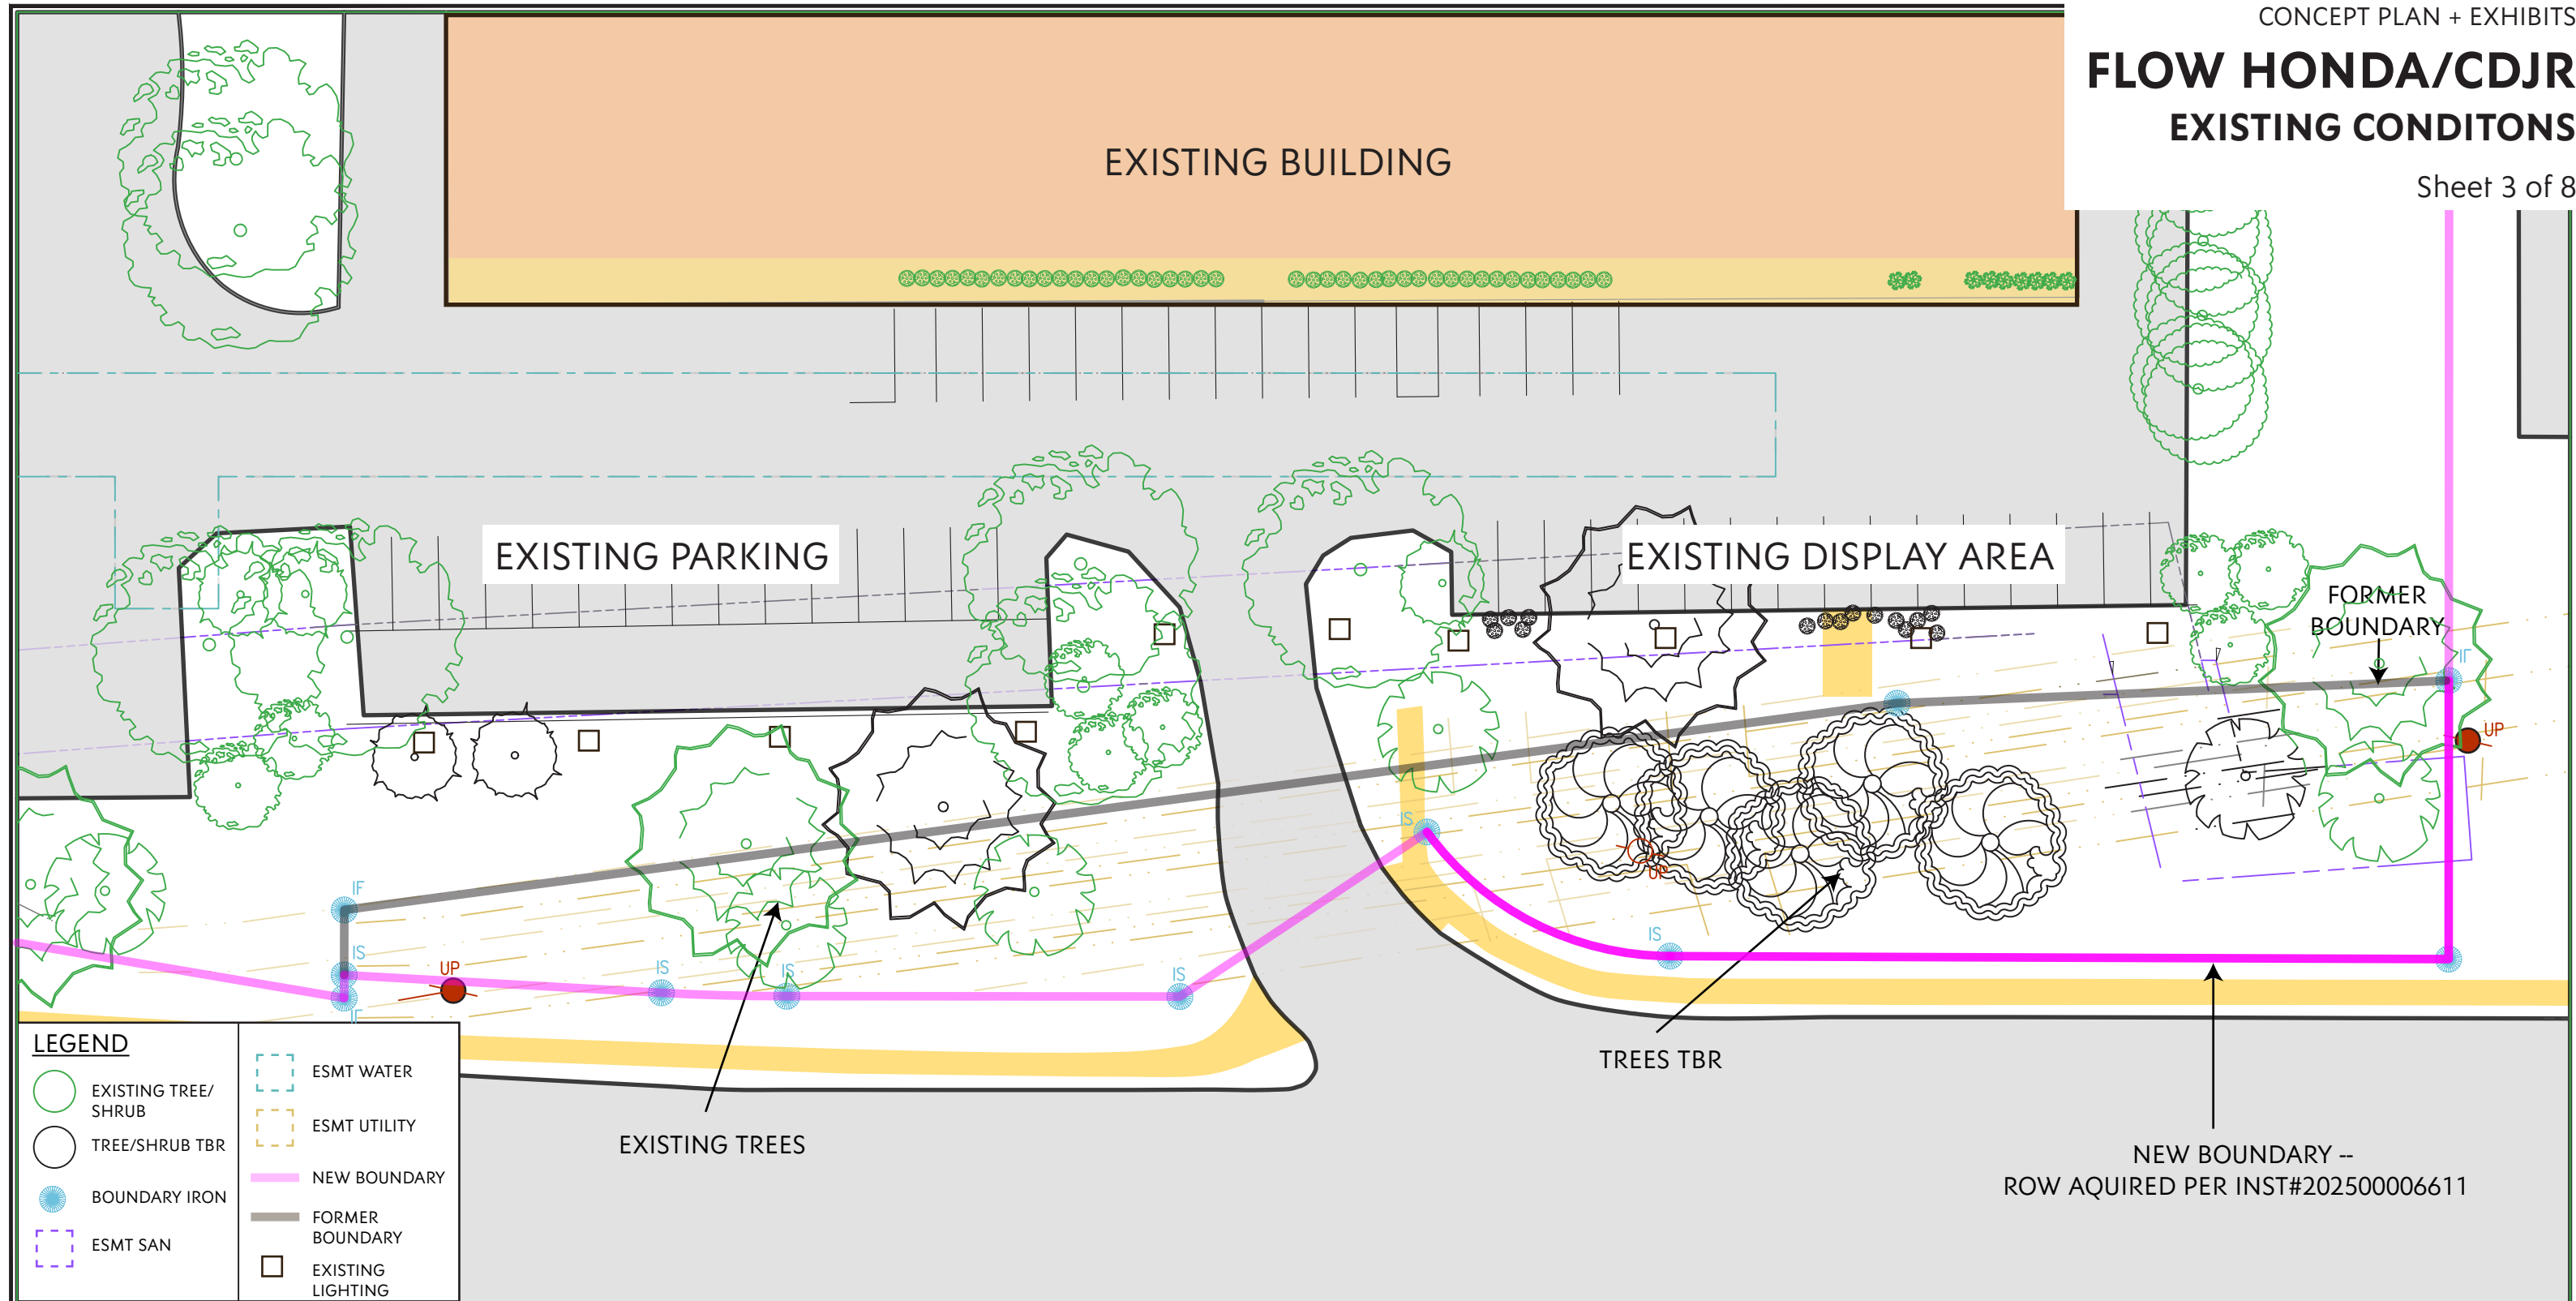 CONCEPT PLAN + EXHIBITS
FLOW HONDA/CDJR
EXISTING CONDITONS
Sheet 3 of 8
EXISTING BUILDING
EXISTING PARKING
EXISTING DISPLAY AREA
FORMER
BOUNDARY
IF
UP
IS
UP
IF
IS
IS
UP
IS
IS
IS
IF
TREES TBR
EXISTING TREES
NEW BOUNDARY --
ROW AQUIRED PER INST#202500006611
LEGEND
EXISTING TREE/
SHRUB
TREE/SHRUB TBR
BOUNDARY IRON
ESMT SAN
ESMT WATER
ESMT UTILITY
NEW BOUNDARY
FORMER
BOUNDARY
EXISTING
LIGHTING